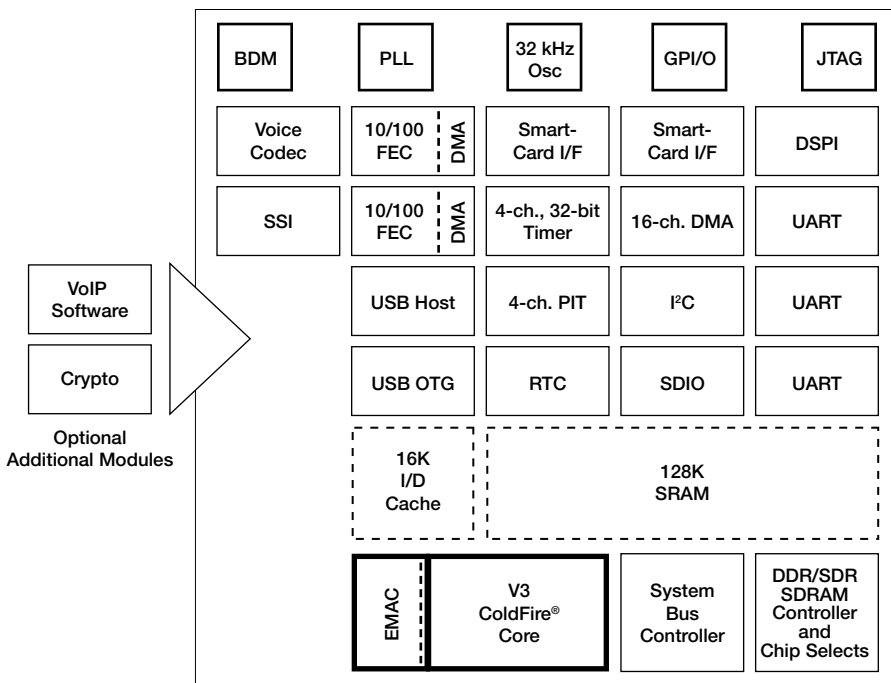 BDM
PLL
32 kHz
Osc
GPI/O
JTAG
Voice
Codec
10/100
FEC
DMA
Smart-
Card I/F
Smart-
Card I/F
DSPI
SSI
10/100
FEC
DMA
4-ch., 32-bit
Timer
16-ch. DMA
UART
VoIP
Software
USB Host
4-ch. PIT
I²C
UART
Crypto
USB OTG
RTC
SDIO
UART
Optional
Additional Modules
16K
I/D
Cache
128K
SRAM
EMAC
V3
ColdFire®
Core
System
Bus
Controller
DDR/SDR
SDRAM
Controller
and
Chip Selects